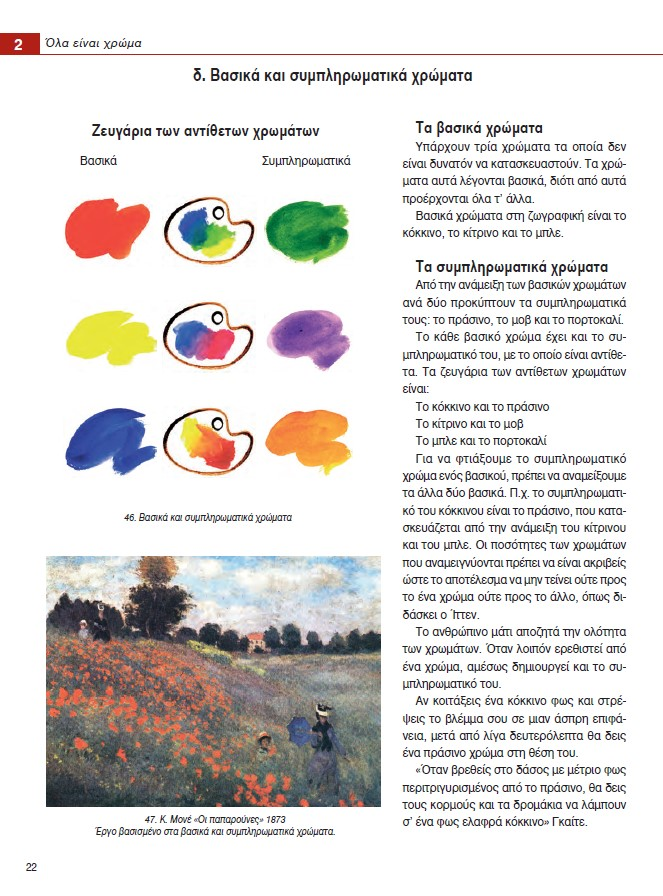 2 Όλα είναι χρώμα
δ. Βασικά και συμπληρωματικά χρώματα
Ζευγάρια των αντίθετων χρωμάτων
Βασικά Συμπληρωματικά
46. Βασικά και συμπληρωματικά χρώματα
47. Κ. Μονέ «Οι παπαρούνες» 1873
Έργο βασισμένο στα βασικά και συμπληρωματικά χρώματα.
Τα βασικά χρώματα
Υπάρχουν τρία χρώματα τα οποία δεν
είναι δυνατόν να κατασκευαστούν. Τα χρώ-
ματα αυτά λέγονται βασικά, διότι από αυτά
προέρχονται όλα τ’ άλλα.
Βασικά χρώματα στη ζωγραφική είναι το
κόκκινο, το κίτρινο και το μπλε.
Τα συμπληρωματικά χρώματα
Από την ανάμειξη των βασικών χρωμάτων
ανά δύο προκύπτουν τα συμπληρωματικά
τους: το πράσινο, το μοβ και το πορτοκαλί.
Το κάθε βασικό χρώμα έχει και το συ-
μπληρωματικό του, με το οποίο είναι αντίθε-
τα. Τα ζευγάρια των αντίθετων χρωμάτων
είναι:
Το κόκκινο και το πράσινο
Το κίτρινο και το μοβ
Το μπλε και το πορτοκαλί
Για να φτιάξουμε το συμπληρωματικό
χρώμα ενός βασικού, πρέπει να αναμείξουμε
τα άλλα δύο βασικά. Π.χ. το συμπληρωματι-
κό του κόκκινου είναι το πράσινο, που κατα-
σκευάζεται από την ανάμειξη του κίτρινου
και του μπλε. Οι ποσότητες των χρωμάτων
που αναμειγνύονται πρέπει να είναι ακριβείς
ώστε το αποτέλεσμα να μην τείνει ούτε προς
το ένα χρώμα ούτε προς το άλλο, όπως δι-
δάσκει ο Ίττεν.
Το ανθρώπινο μάτι αποζητά την ολότητα
των χρωμάτων. Όταν λοιπόν ερεθιστεί από
ένα χρώμα, αμέσως δημιουργεί και το συ-
μπληρωματικό του.
Αν κοιτάξεις ένα κόκκινο φως και στρέ-
ψεις το βλέμμα σου σε μιαν άσπρη επιφά-
νεια, μετά από λίγα δευτερόλεπτα θα δεις
ένα πράσινο χρώμα στη θέση του.
«Όταν βρεθείς στο δάσος με μέτριο φως
περιτριγυρισμένος από το πράσινο, θα δεις
τους κορμούς και τα δρομάκια να λάμπουν
σ’ ένα φως ελαφρά κόκκινο» Γκαίτε.
22